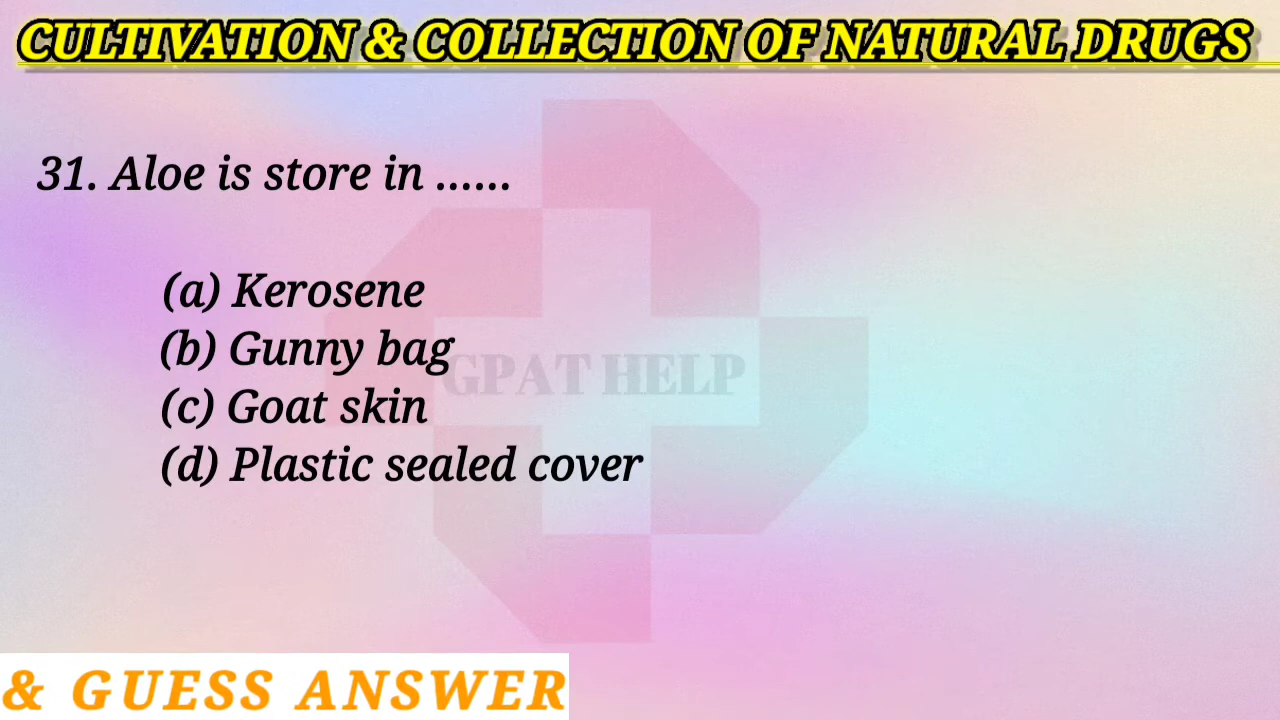 CULTIVATION & COLLECTION OF NATURAL DRUGS
31. Aloe is store in ......
(a) Kerosene
(b) Gunny bag
(c) Goat skin
(d) Plastic sealed cover
GPAT HELP
& GUESS ANSWER